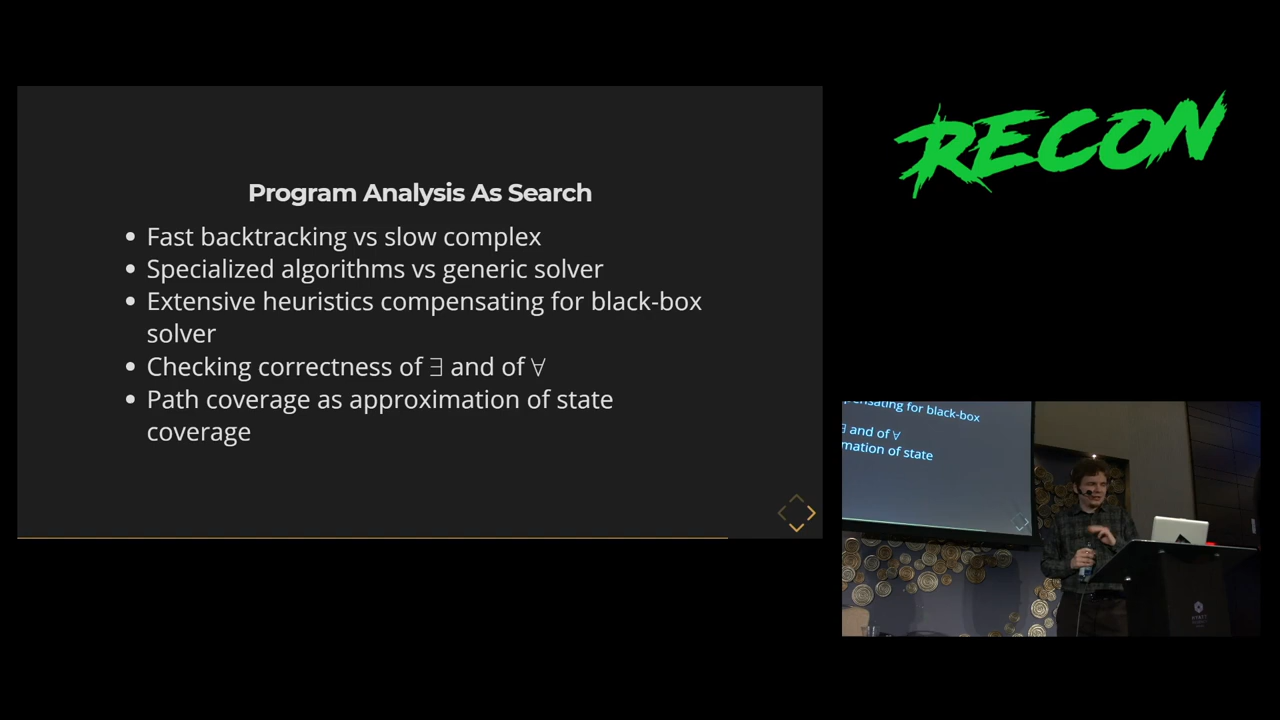 Program Analysis As Search
• Fast backtracking vs slow complex
• Specialized algorithms vs generic solver
• Extensive heuristics compensating for black-box
solver
• Checking correctness of ∃ and of ∀
• Path coverage as approximation of state
coverage
RECON
pensating for black-box
∃ and of ∀
mation of state
HYATT